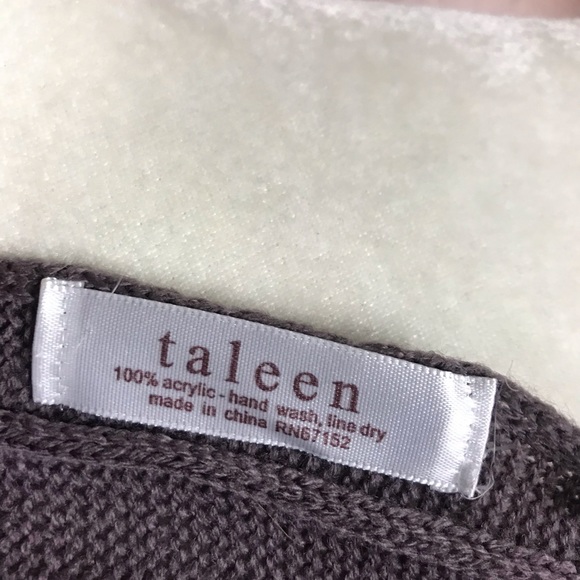 taleen
100% acrylic - hand wash, line dry
made in china RN67152